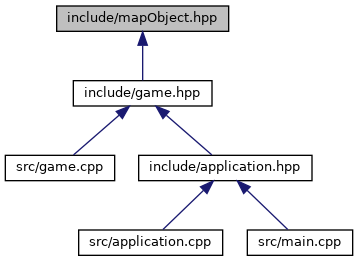 include/mapObject.hpp
include/game.hpp
src/game.cpp
include/application.hpp
src/application.cpp
src/main.cpp